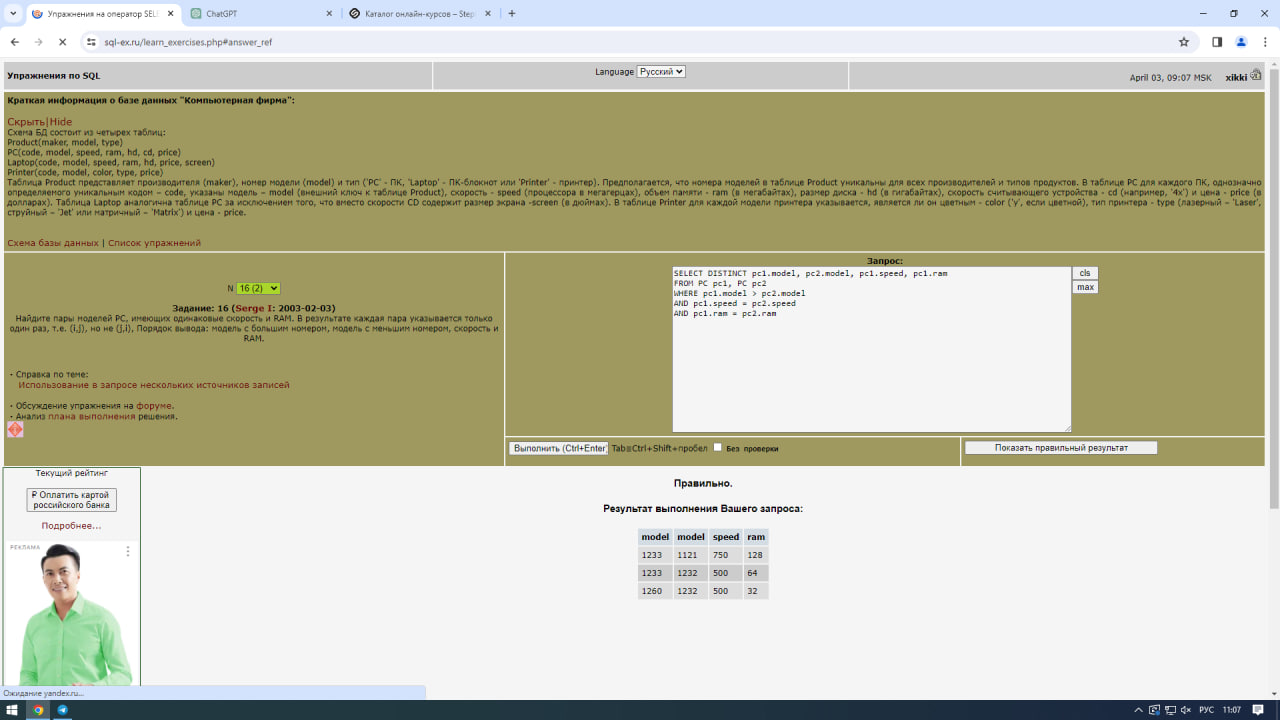 Упражнения на оператор SELE
ChatGPT
Каталог онлайн-курсов – Step
sql-ex.ru/learn_exercises.php#answer_ref
Упражнения по SQL
Language Русский
April 03, 09:07 MSK xikki
Краткая информация о базе данных "Компьютерная фирма":
Скрыть|Hide
Схема БД состоит из четырех таблиц:
Product(maker, model, type)
PC(code, model, speed, ram, hd, cd, price)
Laptop(code, model, speed, ram, hd, price, screen)
Printer(code, model, color, type, price)
Таблица Product представляет производителя (maker), номер модели (model) и тип ('PC' - ПК, 'Laptop' - ПК-блокнот или 'Printer' - принтер). Предполагается, что номера моделей в таблице Product уникальны для всех производителей и типов продуктов. В таблице PC для каждого ПК, однозначно
определяемого уникальным кодом – code, указаны модель – model (внешний ключ к таблице Product), скорость - speed (процессора в мегагерцах), объем памяти - ram (в мегабайтах), размер диска - hd (в гигабайтах), скорость считывающего устройства - cd (например, '4x') и цена - price (в
долларах). Таблица Laptop аналогична таблице PC за исключением того, что вместо скорости CD содержит размер экрана -screen (в дюймах). В таблице Printer для каждой модели принтера указывается, является ли он цветным - color ('y', если цветной), тип принтера - type (лазерный – 'Laser',
струйный – 'Jet' или матричный – 'Matrix') и цена - price.
Схема базы данных | Список упражнений
N 16 (2)
Задание: 16 (Serge I: 2003-02-03)
Найдите пары моделей PC, имеющих одинаковые скорость и RAM. В результате каждая пара указывается только
один раз, т.е. (i,j), но не (j,i), Порядок вывода: модель с большим номером, модель с меньшим номером, скорость и
RAM.
· Справка по теме:
Использование в запросе нескольких источников записей
· Обсуждение упражнения на форуме.
· Анализ плана выполнения решения.
Запрос:
SELECT DISTINCT pc1.model, pc2.model, pc1.speed, pc1.ram
FROM PC pc1, PC pc2
WHERE pc1.model > pc2.model
AND pc1.speed = pc2.speed
AND pc1.ram = pc2.ram
cls
max
Выполнить (Ctrl+Enter) Tab≡Ctrl+Shift+пробел Без проверки
Показать правильный результат
Текущий рейтинг
₽ Оплатить картой
российского банка
Подробнее...
РЕКЛАМА
Правильно.
Результат выполнения Вашего запроса:
model model speed ram
1233 1121 750 128
1233 1232 500 64
1260 1232 500 32
Ожидание yandex.ru...
РУС 11:07